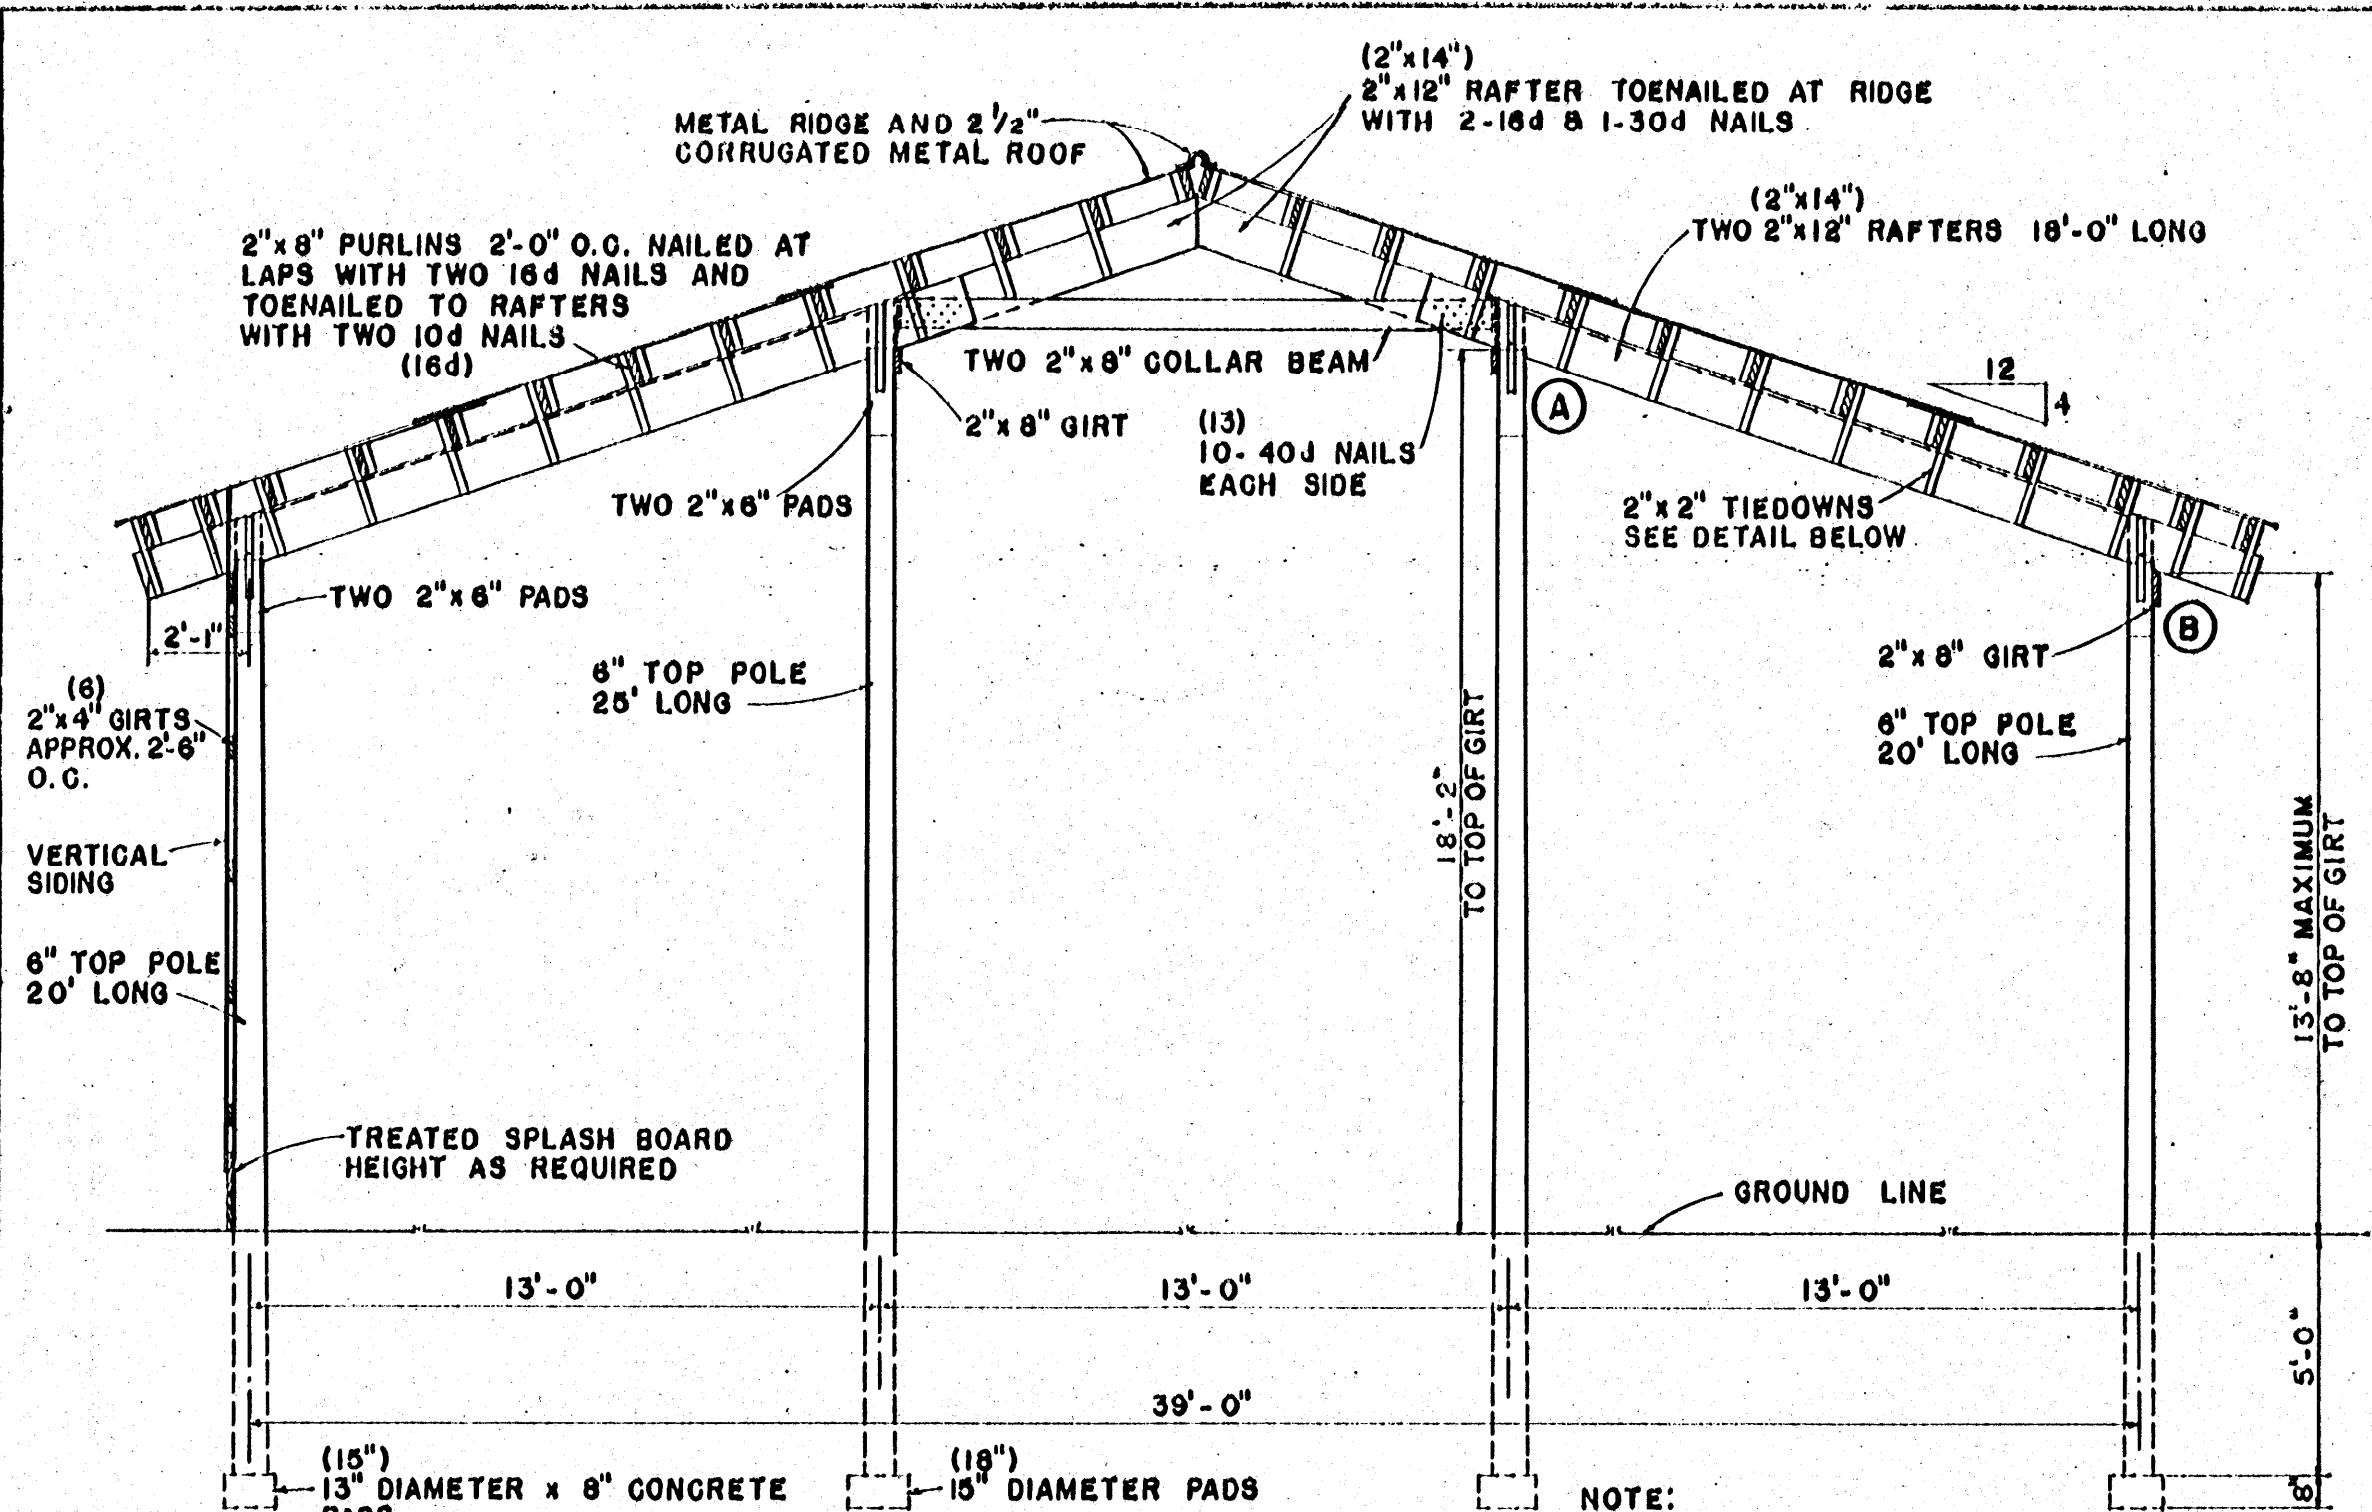 (2"x14")
2"x12" RAFTER TOENAILED AT RIDGE
WITH 2-16d & 1-30d NAILS
METAL RIDGE AND 2 1/2"
CORRUGATED METAL ROOF
(2"x14")
TWO 2"x12" RAFTERS 18'-0" LONG
2"x8" PURLINS 2'-0" O.C. NAILED AT
LAPS WITH TWO 16d NAILS AND
TOENAILED TO RAFTERS
WITH TWO 10d NAILS
(16d)
TWO 2"x8" COLLAR BEAM
12
4
A
2"x8" GIRT
(13)
10-40d NAILS
EACH SIDE
TWO 2"x6" PADS
2"x2" TIEDOWNS
SEE DETAIL BELOW
TWO 2"x6" PADS
2'-1"
B
2"x8" GIRT
6" TOP POLE
25' LONG
(6)
2"x4" GIRTS
APPROX. 2'-6"
O.C.
6" TOP POLE
20' LONG
18'-2"
TO TOP OF GIRT
13'-8" MAXIMUM
TO TOP OF GIRT
VERTICAL
SIDING
6" TOP POLE
20' LONG
TREATED SPLASH BOARD
HEIGHT AS REQUIRED
GROUND LINE
13'-0"
13'-0"
13'-0"
5'-0"
39'-0"
(15")
13" DIAMETER x 8" CONCRETE
(18")
15" DIAMETER PADS
NOTE:
8"